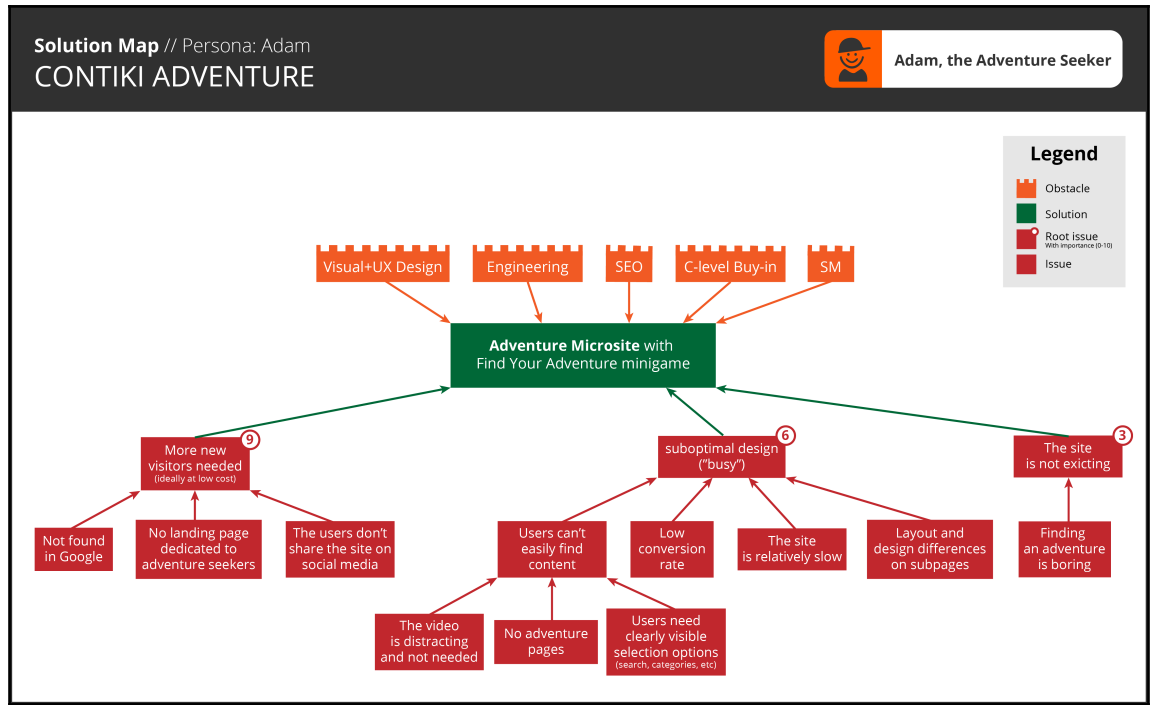 Solution Map // Persona: Adam
CONTIKI ADVENTURE
Adam, the Adventure Seeker
Legend
Obstacle
Solution
Root issue
With importance (0-10)
Issue
Visual+UX Design
Engineering
SEO
C-level Buy-in
SM
Adventure Microsite with
Find Your Adventure minigame
9
More new
visitors needed
(ideally at low cost)
6
suboptimal design
(”busy”)
3
The site
is not exicting
Not found
in Google
No landing page
dedicated to
adventure seekers
The users don’t
share the site on
social media
Users can’t
easily find
content
Low
conversion
rate
The site
is relatively slow
Layout and
design differences
on subpages
Finding
an adventure
is boring
The video
is distracting
and not needed
No adventure
pages
Users need
clearly visible
selection options
(search, categories, etc)